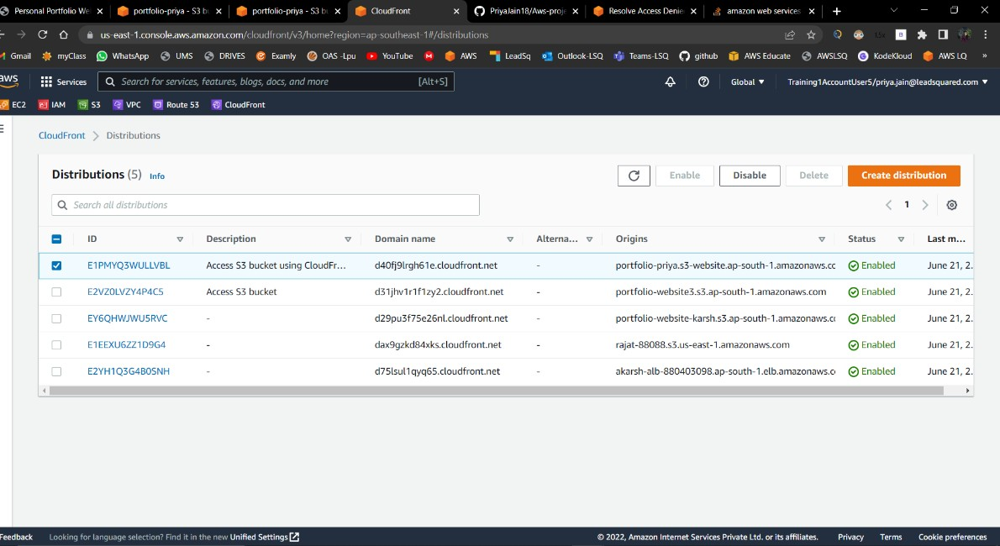 Personal Portfolio We portfolio-priya - S3 b portfolio-priya - S3 b CloudFront PriyaJain18/Aws-proje Resolve Access Denie amazon web services
us-east-1.console.aws.amazon.com/cloudfront/v3/home?region=ap-southeast-1#/distributions
Gmail myClass WhatsApp UMS DRIVES Examly OAS -Lpu YouTube AWS LeadSq Outlook-LSQ Teams-LSQ github AWS Educate AWSLSQ KodeKloud AWS LQ »
aws Services Search for services, features, blogs, docs, and more [Alt+S] Global Training1AccountUser5/priya.jain@leadsquared.com
EC2 IAM S3 VPC Route 53 CloudFront
CloudFront Distributions
Distributions (5) Info Enable Disable Delete Create distribution
Search all distributions 1
ID Description Domain name Alterna... Origins Status Last m...
E1PMYQ3WULLVBL Access S3 bucket using CloudFr... d40fj9lrgh61e.cloudfront.net - portfolio-priya.s3-website.ap-south-1.amazonaws.cc Enabled June 21, 2.
E2VZ0LVZY4P4C5 Access S3 bucket d31jhv1r1f1zy2.cloudfront.net - portfolio-website3.s3.ap-south-1.amazonaws.com Enabled June 21, 2.
EY6QHWJWU5RVC - d29pu3f75e26nl.cloudfront.net - portfolio-website-karsh.s3.ap-south-1.amazonaws.cc Enabled June 21, 2.
E1EEXU6ZZ1D9G4 - dax9gzkd84xks.cloudfront.net - rajat-88088.s3.us-east-1.amazonaws.com Enabled June 21, 2.
E2YH1Q3G4B0SNH - d75lsul1qyq65.cloudfront.net - akarsh-alb-880403098.ap-south-1.elb.amazonaws.c Enabled June 21, 2.
Feedback Looking for language selection? Find it in the new Unified Settings © 2022, Amazon Internet Services Private Ltd. or its affiliates. Privacy Terms Cookie preferences